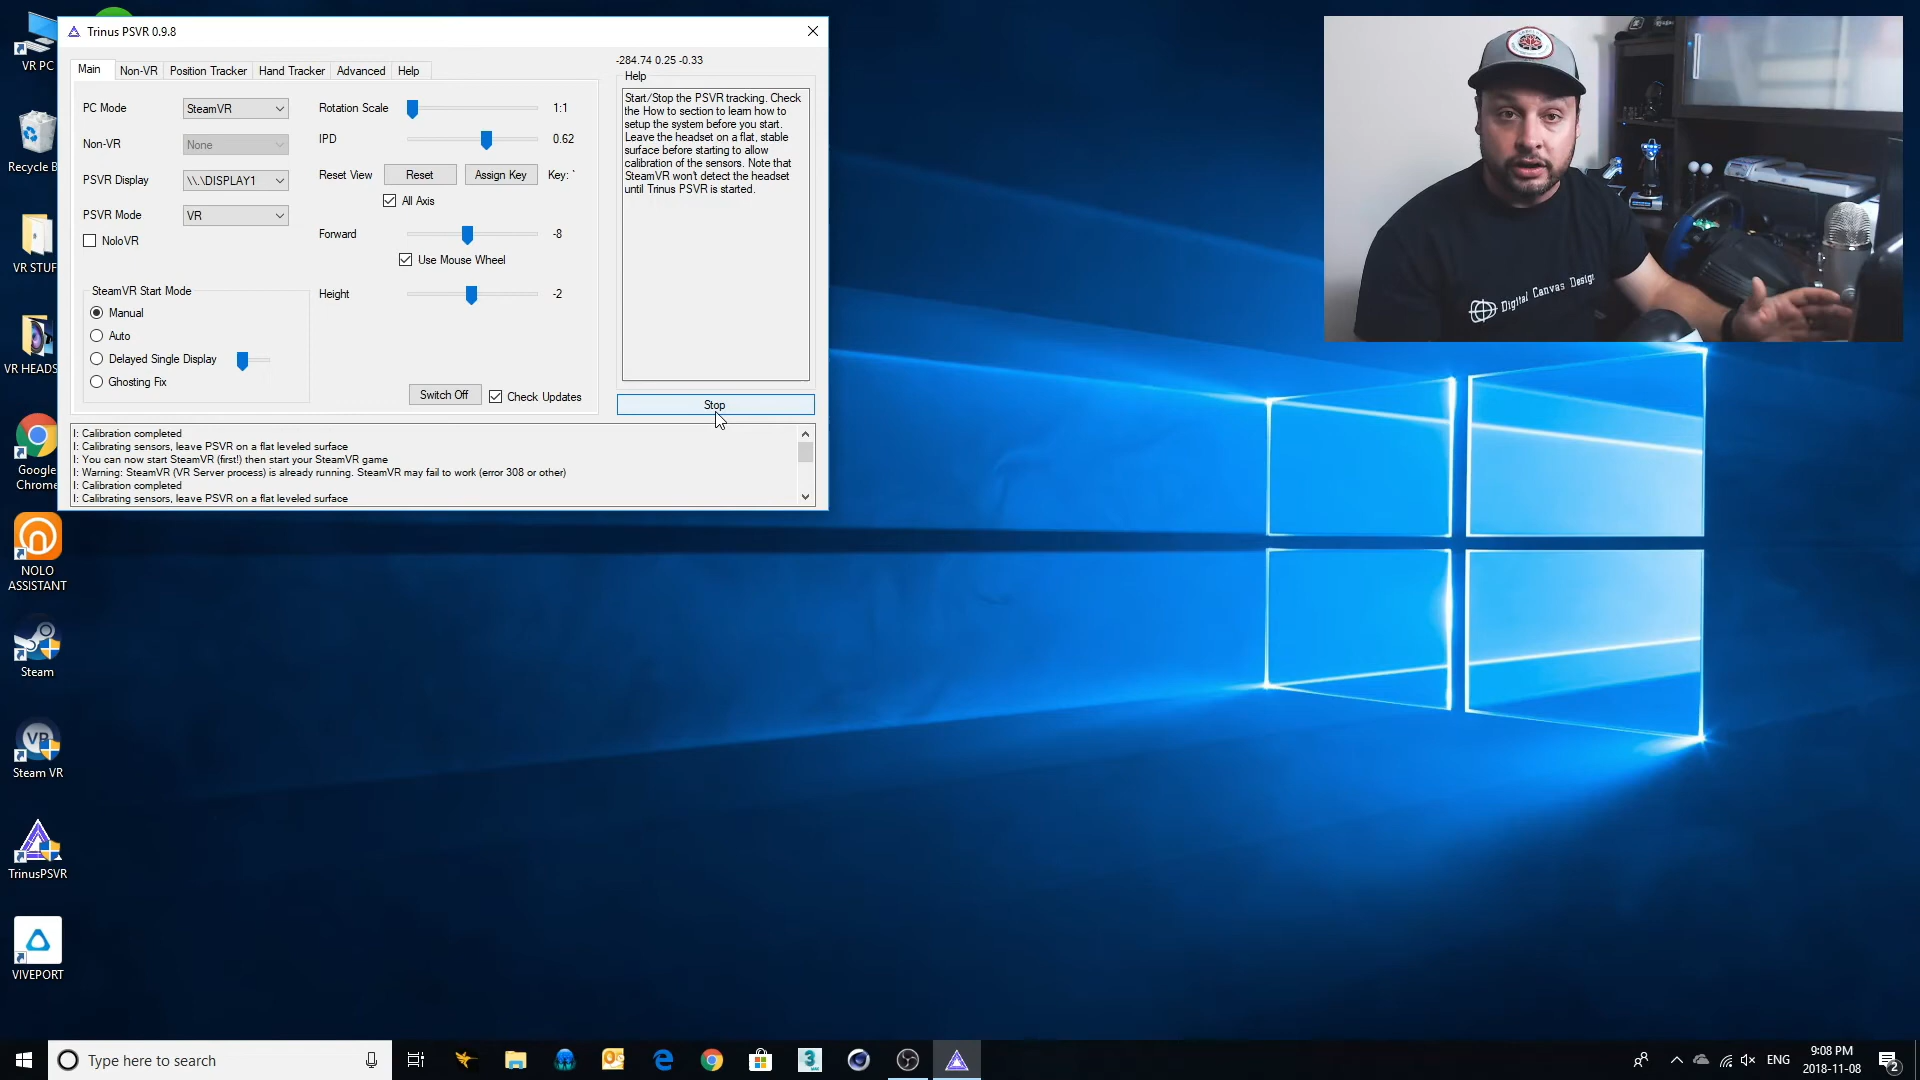 Trinus PSVR 0.9.8
Main
Non-VR
Position Tracker
Hand Tracker
Advanced
Help
-284.74 0.25 -0.33
PC Mode
SteamVR
Non-VR
None
PSVR Display
\\.\DISPLAY1
PSVR Mode
VR
NoloVR
SteamVR Start Mode
Manual
Auto
Delayed Single Display
Ghosting Fix
Rotation Scale
1:1
IPD
0.62
Reset View
Reset
Assign Key
Key: `
All Axis
Forward
-8
Use Mouse Wheel
Height
-2
Switch Off
Check Updates
Help
Start/Stop the PSVR tracking. Check
the How to section to learn how to
setup the system before you start.
Leave the headset on a flat, stable
surface before starting to allow
calibration of the sensors. Note that
SteamVR won't detect the headset
until Trinus PSVR is started.
Stop
I: Calibration completed
I: Calibrating sensors, leave PSVR on a flat leveled surface
I: You can now start SteamVR (first!) then start your SteamVR game
I: Warning: SteamVR (VR Server process) is already running. SteamVR may fail to work (error 308 or other)
I: Calibration completed
I: Calibrating sensors, leave PSVR on a flat leveled surface
VR PC
Recycle B
VR STUF
VR HEADS
Google
Chrome
NOLO
ASSISTANT
Steam
VR
Steam VR
TrinusPSVR
VIVEPORT
Digital Canvas Design
Type here to search
3
ENG
9:08 PM
2018-11-08
2